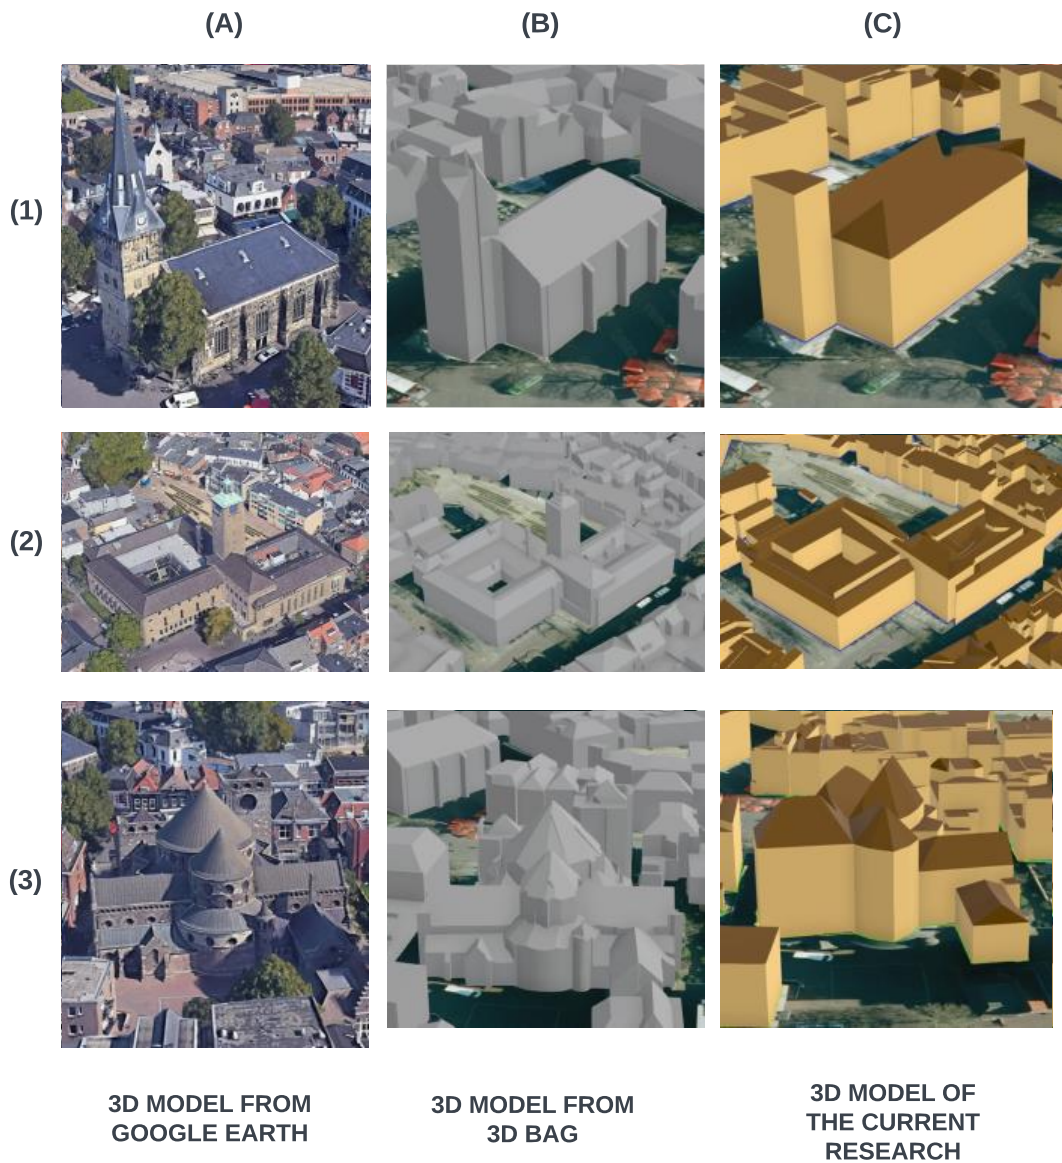 (A)
(B)
(C)
(1)
(2)
(3)
3D MODEL FROM
GOOGLE EARTH
3D MODEL FROM
3D BAG
3D MODEL OF
THE CURRENT
RESEARCH